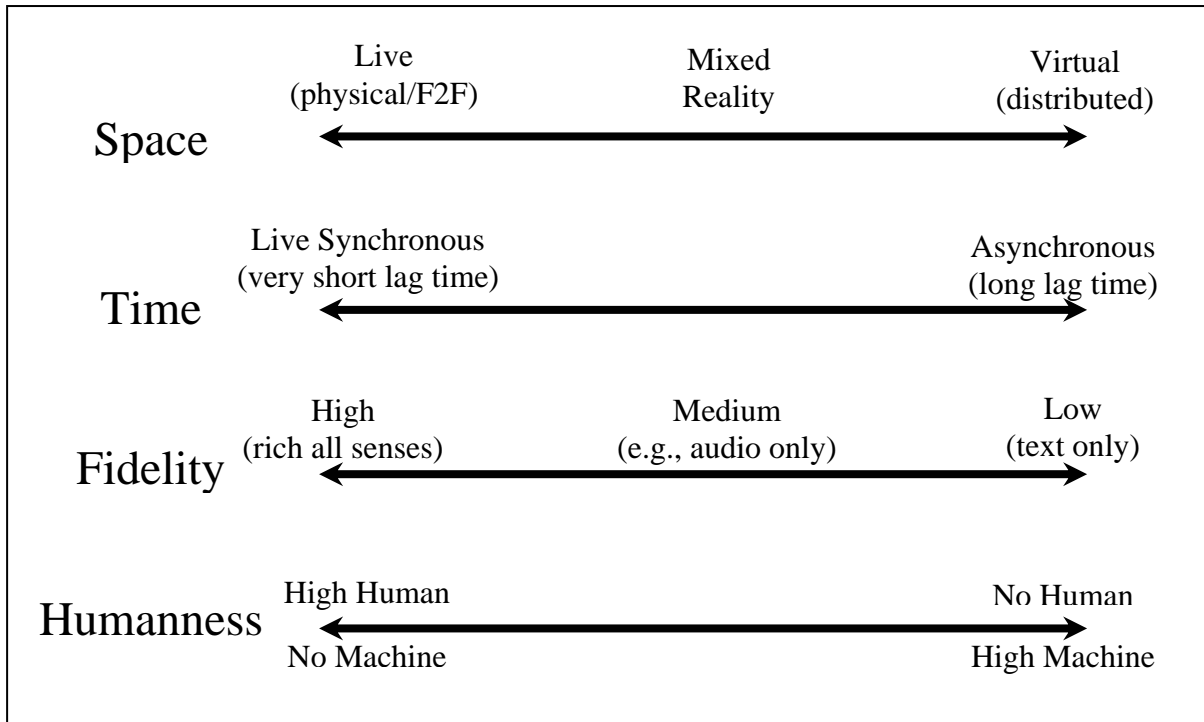 Live
(physical/F2F)
Mixed
Reality
Virtual
(distributed)
Space
Live Synchronous
(very short lag time)
Asynchronous
(long lag time)
Time
High
(rich all senses)
Medium
(e.g., audio only)
Low
(text only)
Fidelity
High Human
No Human
Humanness
No Machine
High Machine